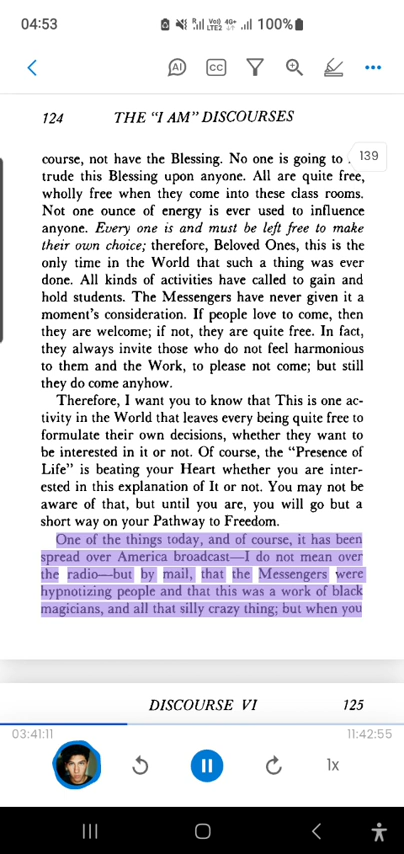 04:53
Voι) 4G+ LTE2 100%
AI CC
124 THE "I AM" DISCOURSES
139
course, not have the Blessing. No one is going to
trude this Blessing upon anyone. All are quite free,
wholly free when they come into these class rooms.
Not one ounce of energy is ever used to influence
anyone. Every one is and must be left free to make
their own choice; therefore, Beloved Ones, this is the
only time in the World that such a thing was ever
done. All kinds of activities have called to gain and
hold students. The Messengers have never given it a
moment's consideration. If people love to come, then
they are welcome; if not, they are quite free. In fact,
they always invite those who do not feel harmonious
to them and the Work, to please not come; but still
they do come anyhow.
Therefore, I want you to know that This is one ac-
tivity in the World that leaves every being quite free to
formulate their own decisions, whether they want to
be interested in it or not. Of course, the "Presence of
Life" is beating your Heart whether you are inter-
ested in this explanation of It or not. You may not be
aware of that, but until you are, you will go but a
short way on your Pathway to Freedom.
One of the things today, and of course, it has been
spread over America broadcast—I do not mean over
the radio—but by mail, that the Messengers were
hypnotizing people and that this was a work of black
magicians, and all that silly crazy thing; but when you
DISCOURSE VI 125
03:41:11 11:42:55
1x